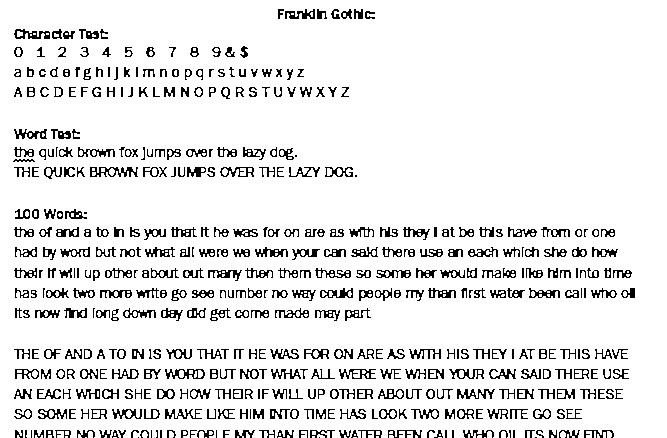 Franklin Gothic:
Character Test:
0 1 2 3 4 5 6 7 8 9 & $
a b c d e f g h i j k l m n o p q r s t u v w x y z
A B C D E F G H I J K L M N O P Q R S T U V W X Y Z
Word Test:
the quick brown fox jumps over the lazy dog.
THE QUICK BROWN FOX JUMPS OVER THE LAZY DOG.
100 Words:
the of and a to in is you that it he was for on are as with his they I at be this have from or one
had by word but not what all were we when your can said there use an each which she do how
their if will up other about out many then them these so some her would make like him into time
has look two more write go see number no way could people my than first water been call who oil
its now find long down day did get come made may part
THE OF AND A TO IN IS YOU THAT IT HE WAS FOR ON ARE AS WITH HIS THEY I AT BE THIS HAVE
FROM OR ONE HAD BY WORD BUT NOT WHAT ALL WERE WE WHEN YOUR CAN SAID THERE USE
AN EACH WHICH SHE DO HOW THEIR IF WILL UP OTHER ABOUT OUT MANY THEN THEM THESE
SO SOME HER WOULD MAKE LIKE HIM INTO TIME HAS LOOK TWO MORE WRITE GO SEE
NUMBER NO WAY COULD PEOPLE MY THAN FIRST WATER BEEN CALL WHO OIL ITS NOW FIND